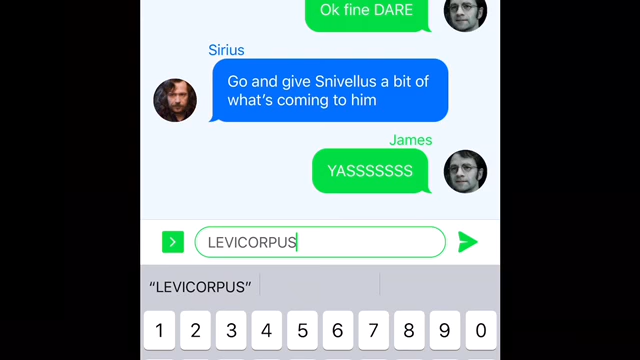 Ok fine DARE
Sirius
Go and give Snivellus a bit of
what's coming to him
James
YASSSSSSS
LEVICORPUS
“LEVICORPUS”
1 2 3 4 5 6 7 8 9 0